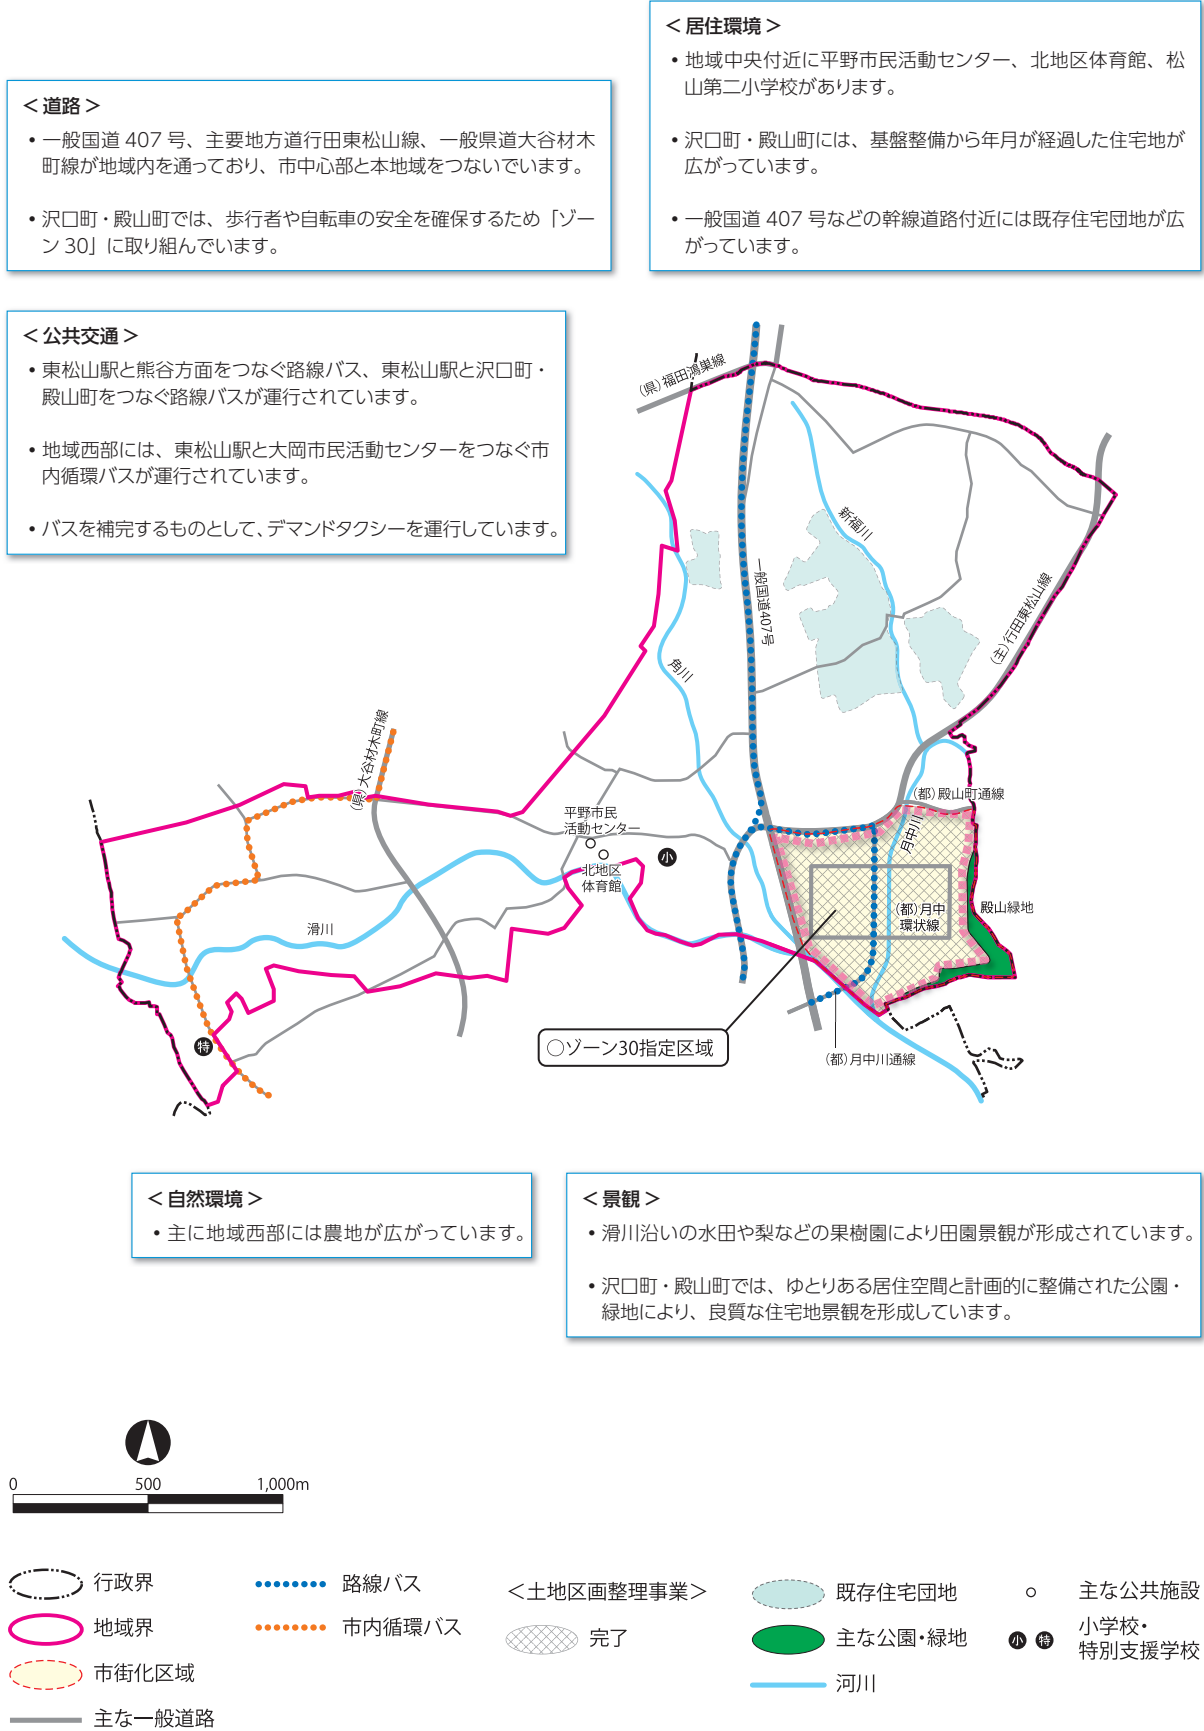 ＜居住環境＞
• 地域中央付近に平野市民活動センター、北地区体育館、松
山第二小学校があります。
• 沢口町・殿山町には、基盤整備から年月が経過した住宅地が
広がっています。
• 一般国道 407 号などの幹線道路付近には既存住宅団地が広
がっています。
＜道路＞
• 一般国道 407 号、主要地方道行田東松山線、一般県道大谷材木
町線が地域内を通っており、市中心部と本地域をつないでいます。
• 沢口町・殿山町では、歩行者や自転車の安全を確保するため「ゾー
ン 30」に取り組んでいます。
＜公共交通＞
• 東松山駅と熊谷方面をつなぐ路線バス、東松山駅と沢口町・
殿山町をつなぐ路線バスが運行されています。
• 地域西部には、東松山駅と大岡市民活動センターをつなぐ市
内循環バスが運行されています。
• バスを補完するものとして、デマンドタクシーを運行しています。
（県）福田鴻巣線
新福川
一般国道407号
（主）行田東松山線
角川
（県）大谷材木町線
（都）殿山町通線
平野市民
活動センター
月中川
小
北地区
体育館
殿山緑地
（都）月中
環状線
滑川
特
○ゾーン30指定区域
（都）月中川通線
＜自然環境＞
• 主に地域西部には農地が広がっています。
＜景観＞
• 滑川沿いの水田や梨などの果樹園により田園景観が形成されています。
• 沢口町・殿山町では、ゆとりある居住空間と計画的に整備された公園・
緑地により、良質な住宅地景観を形成しています。
0 500 1,000m
行政界
地域界
市街化区域
主な一般道路
路線バス
市内循環バス
＜土地区画整理事業＞
完了
既存住宅団地
主な公園・緑地
河川
主な公共施設
小 特 小学校・
特別支援学校